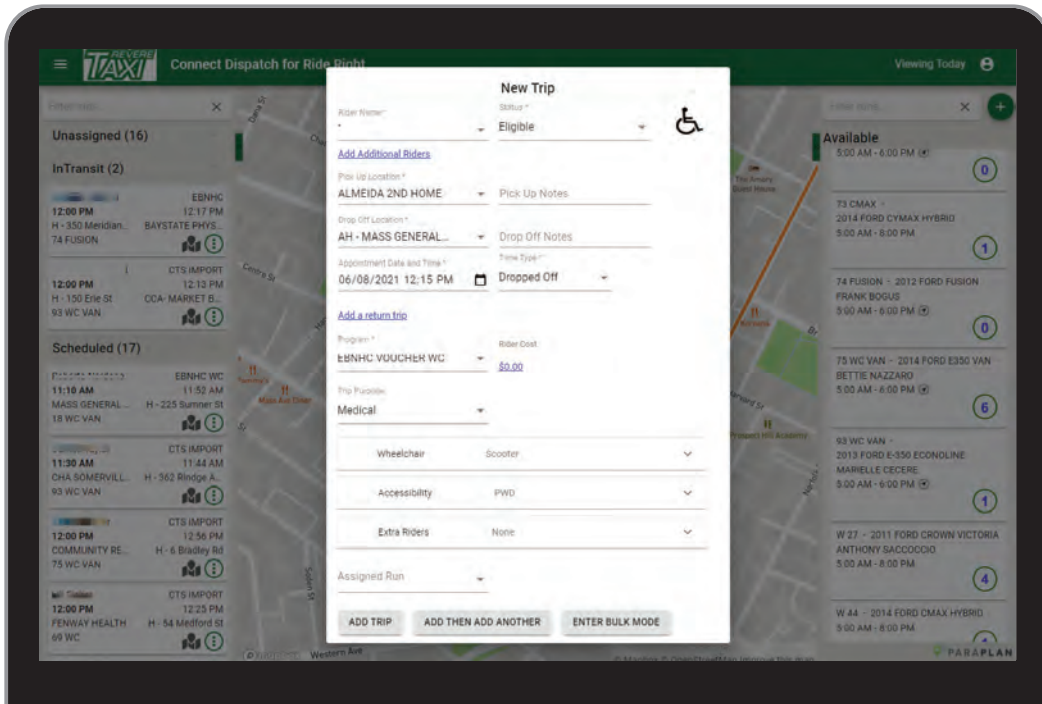 REVERE
TAXI
Connect Dispatch for Ride Right
Viewing Today
Unassigned (16)
InTransit (2)
EBNHC
12:00 PM 12:17 PM
H - 350 Meridian.. BAYSTATE PHYS...
74 FUSION
CTS IMPORT
12:00 PM 12:13 PM
H - 150 Erie St CCA- MARKET B...
93 WC VAN
Scheduled (17)
EBNHC WC
11:10 AM 11:52 AM
MASS GENERAL... H - 225 Sumner St
18 WC VAN
CTS IMPORT
11:30 AM 11:44 AM
CHA SOMERVILL... H - 362 Rindge A...
93 WC VAN
CTS IMPORT
12:00 PM 12:56 PM
COMMUNITY RE... H - 6 Bradley Rd
75 WC VAN
CTS IMPORT
12:00 PM 12:25 PM
FENWAY HEALTH H - 54 Medford St
69 WC
New Trip
Rider Name *
Status *
Eligible
Add Additional Riders
Pick Up Location *
ALMEIDA 2ND HOME
Pick Up Notes
Drop Off Location *
AH - MASS GENERAL...
Drop Off Notes
Appointment Date and Time *
Time Type *
06/08/2021 12:15 PM
Dropped Off
Add a return trip
Program *
Rider Cost
EBNHC VOUCHER WC
$0.00
Trip Purpose
Medical
Wheelchair Scooter
Accessibility PWD
Extra Riders None
Assigned Run
ADD TRIP ADD THEN ADD ANOTHER ENTER BULK MODE
Centre St
Western Ave
Prospect Hill Academy
Available
5:00 AM - 6:00 PM
0
73 CMAX -
2014 FORD CYMAX HYBRID
5:00 AM - 8:00 PM
1
74 FUSION - 2012 FORD FUSION
FRANK BOGUS
5:00 AM - 6:00 PM
0
75 WC VAN - 2014 FORD E350 VAN
BETTIE NAZZARO
5:00 AM - 6:00 PM
6
93 WC VAN -
2013 FORD E-350 ECONOLINE
MARIELLE CECERE
5:00 AM - 6:00 PM
1
W 27 - 2011 FORD CROWN VICTORIA
ANTHONY SACCOCCIO
5:00 AM - 8:00 PM
4
W 44 - 2014 FORD CMAX HYBRID
5:00 AM - 8:00 PM
© Mapbox © OpenStreetMap Improve this map
PARAPLAN